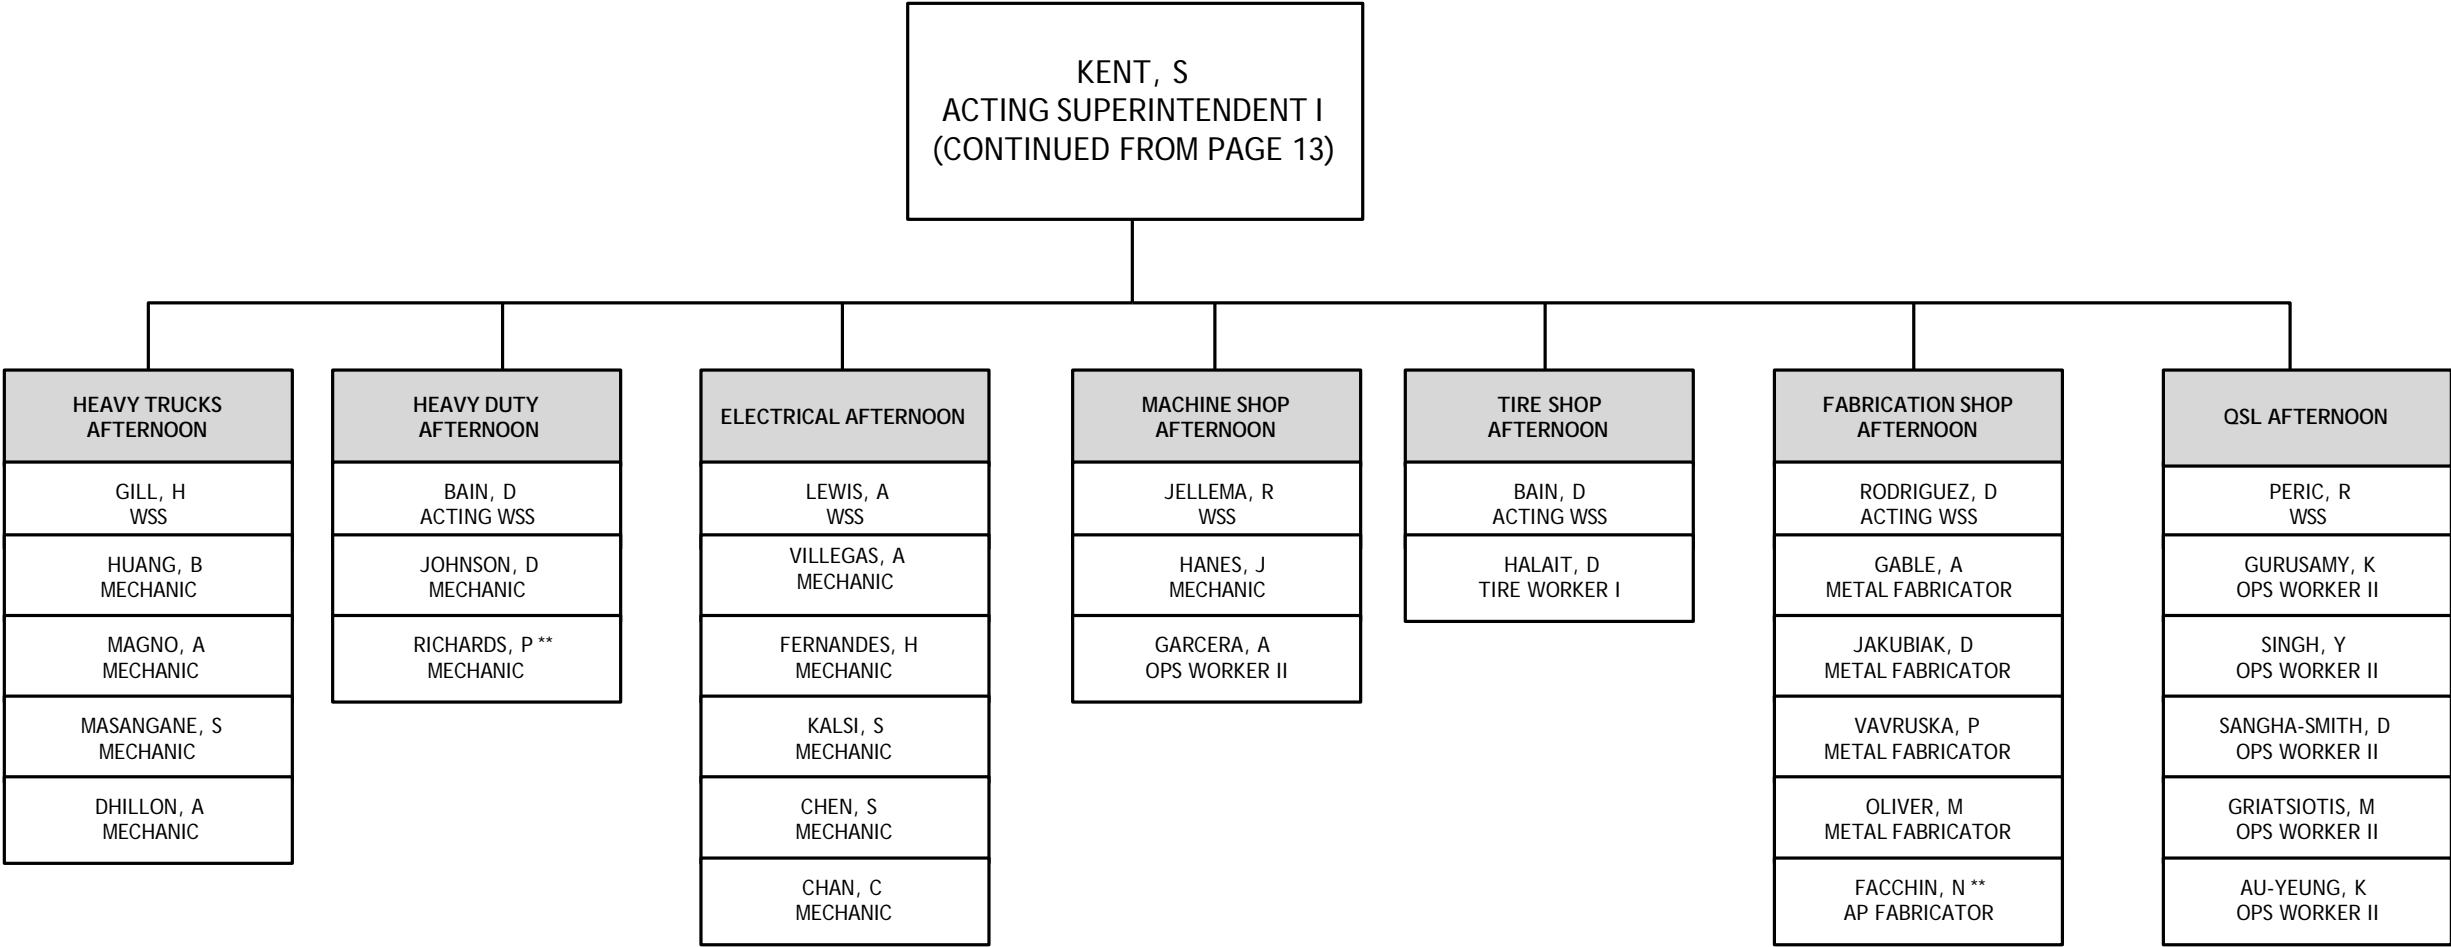 KENT, S
ACTING SUPERINTENDENT I
(CONTINUED FROM PAGE 13)
HEAVY TRUCKS
AFTERNOON
GILL, H
WSS
HUANG, B
MECHANIC
MAGNO, A
MECHANIC
MASANGANE, S
MECHANIC
DHILLON, A
MECHANIC
HEAVY DUTY
AFTERNOON
BAIN, D
ACTING WSS
JOHNSON, D
MECHANIC
RICHARDS, P **
MECHANIC
ELECTRICAL AFTERNOON
LEWIS, A
WSS
VILLEGAS, A
MECHANIC
FERNANDES, H
MECHANIC
KALSI, S
MECHANIC
CHEN, S
MECHANIC
CHAN, C
MECHANIC
MACHINE SHOP
AFTERNOON
JELLEMA, R
WSS
HANES, J
MECHANIC
GARCERA, A
OPS WORKER II
TIRE SHOP
AFTERNOON
BAIN, D
ACTING WSS
HALAIT, D
TIRE WORKER I
FABRICATION SHOP
AFTERNOON
RODRIGUEZ, D
ACTING WSS
GABLE, A
METAL FABRICATOR
JAKUBIAK, D
METAL FABRICATOR
VAVRUSKA, P
METAL FABRICATOR
OLIVER, M
METAL FABRICATOR
FACCHIN, N **
AP FABRICATOR
QSL AFTERNOON
PERIC, R
WSS
GURUSAMY, K
OPS WORKER II
SINGH, Y
OPS WORKER II
SANGHA-SMITH, D
OPS WORKER II
GRIATSIOTIS, M
OPS WORKER II
AU-YEUNG, K
OPS WORKER II